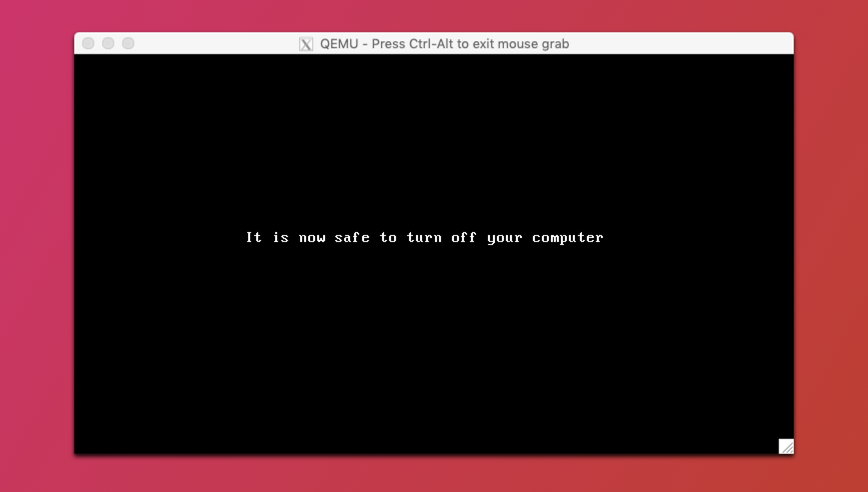 QEMU - Press Ctrl-Alt to exit mouse grab
It is now safe to turn off your computer